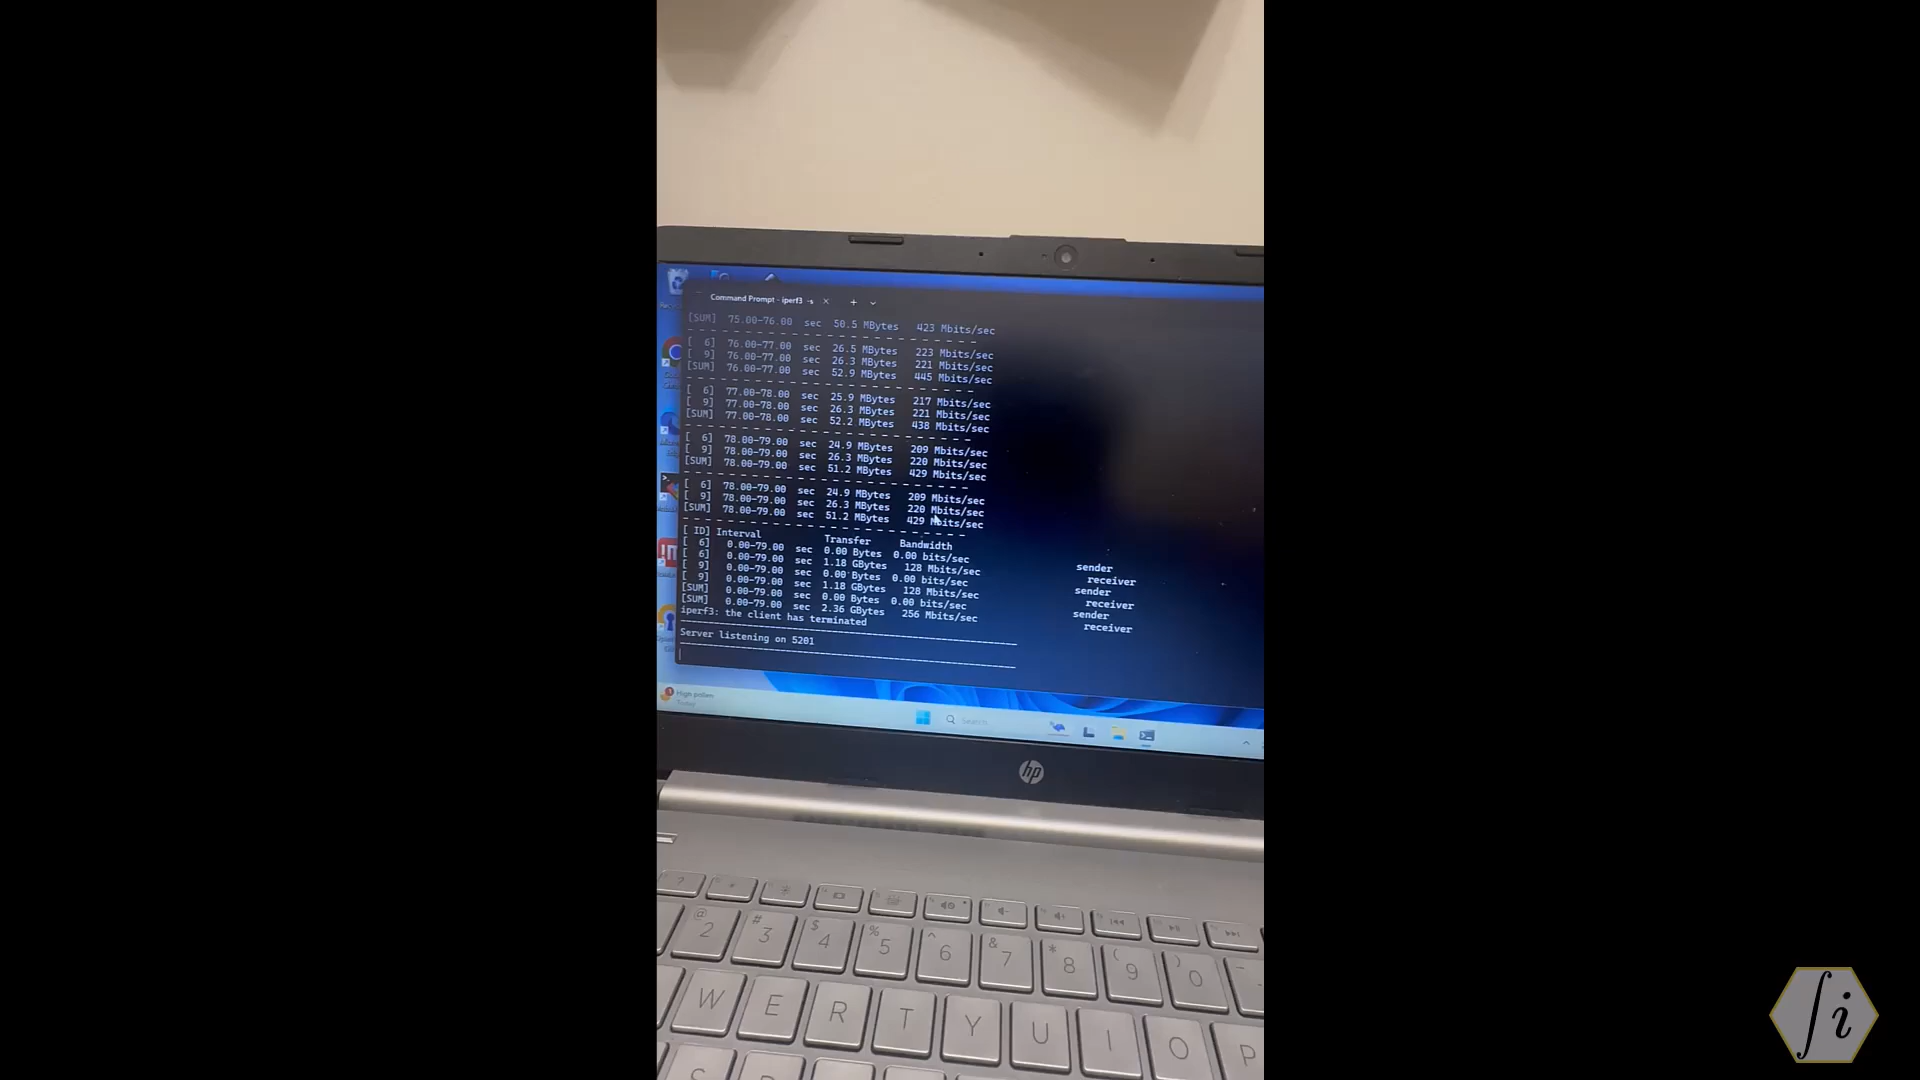 Command Prompt - iperf3 -s
[SUM] 75.00-76.00 sec 50.5 MBytes 423 Mbits/sec
- - - - - - - - - - - - - - - - - - - - - - - - -
[ 6] 76.00-77.00 sec 26.5 MBytes 223 Mbits/sec
[ 9] 76.00-77.00 sec 26.3 MBytes 221 Mbits/sec
[SUM] 76.00-77.00 sec 52.9 MBytes 445 Mbits/sec
- - - - - - - - - - - - - - - - - - - - - - - - -
[ 6] 77.00-78.00 sec 25.9 MBytes 217 Mbits/sec
[ 9] 77.00-78.00 sec 26.3 MBytes 221 Mbits/sec
[SUM] 77.00-78.00 sec 52.2 MBytes 438 Mbits/sec
- - - - - - - - - - - - - - - - - - - - - - - - -
[ 6] 78.00-79.00 sec 24.9 MBytes 209 Mbits/sec
[ 9] 78.00-79.00 sec 26.3 MBytes 220 Mbits/sec
[SUM] 78.00-79.00 sec 51.2 MBytes 429 Mbits/sec
- - - - - - - - - - - - - - - - - - - - - - - - -
[ 6] 78.00-79.00 sec 24.9 MBytes 209 Mbits/sec
[ 9] 78.00-79.00 sec 26.3 MBytes 220 Mbits/sec
[SUM] 78.00-79.00 sec 51.2 MBytes 429 Mbits/sec
- - - - - - - - - - - - - - - - - - - - - - - - -
[ ID] Interval Transfer Bandwidth
[ 6] 0.00-79.00 sec 0.00 Bytes 0.00 bits/sec sender
[ 6] 0.00-79.00 sec 1.18 GBytes 128 Mbits/sec receiver
[ 9] 0.00-79.00 sec 0.00 Bytes 0.00 bits/sec sender
[ 9] 0.00-79.00 sec 1.18 GBytes 128 Mbits/sec receiver
[SUM] 0.00-79.00 sec 0.00 Bytes 0.00 bits/sec sender
[SUM] 0.00-79.00 sec 2.36 GBytes 256 Mbits/sec receiver
iperf3: the client has terminated
Server listening on 5201
High pollen
Today
Search
hp
@ # $ % ^ & * ( )
2 3 4 5 6 7 8 9 0
W E R T Y U I O P
∫i